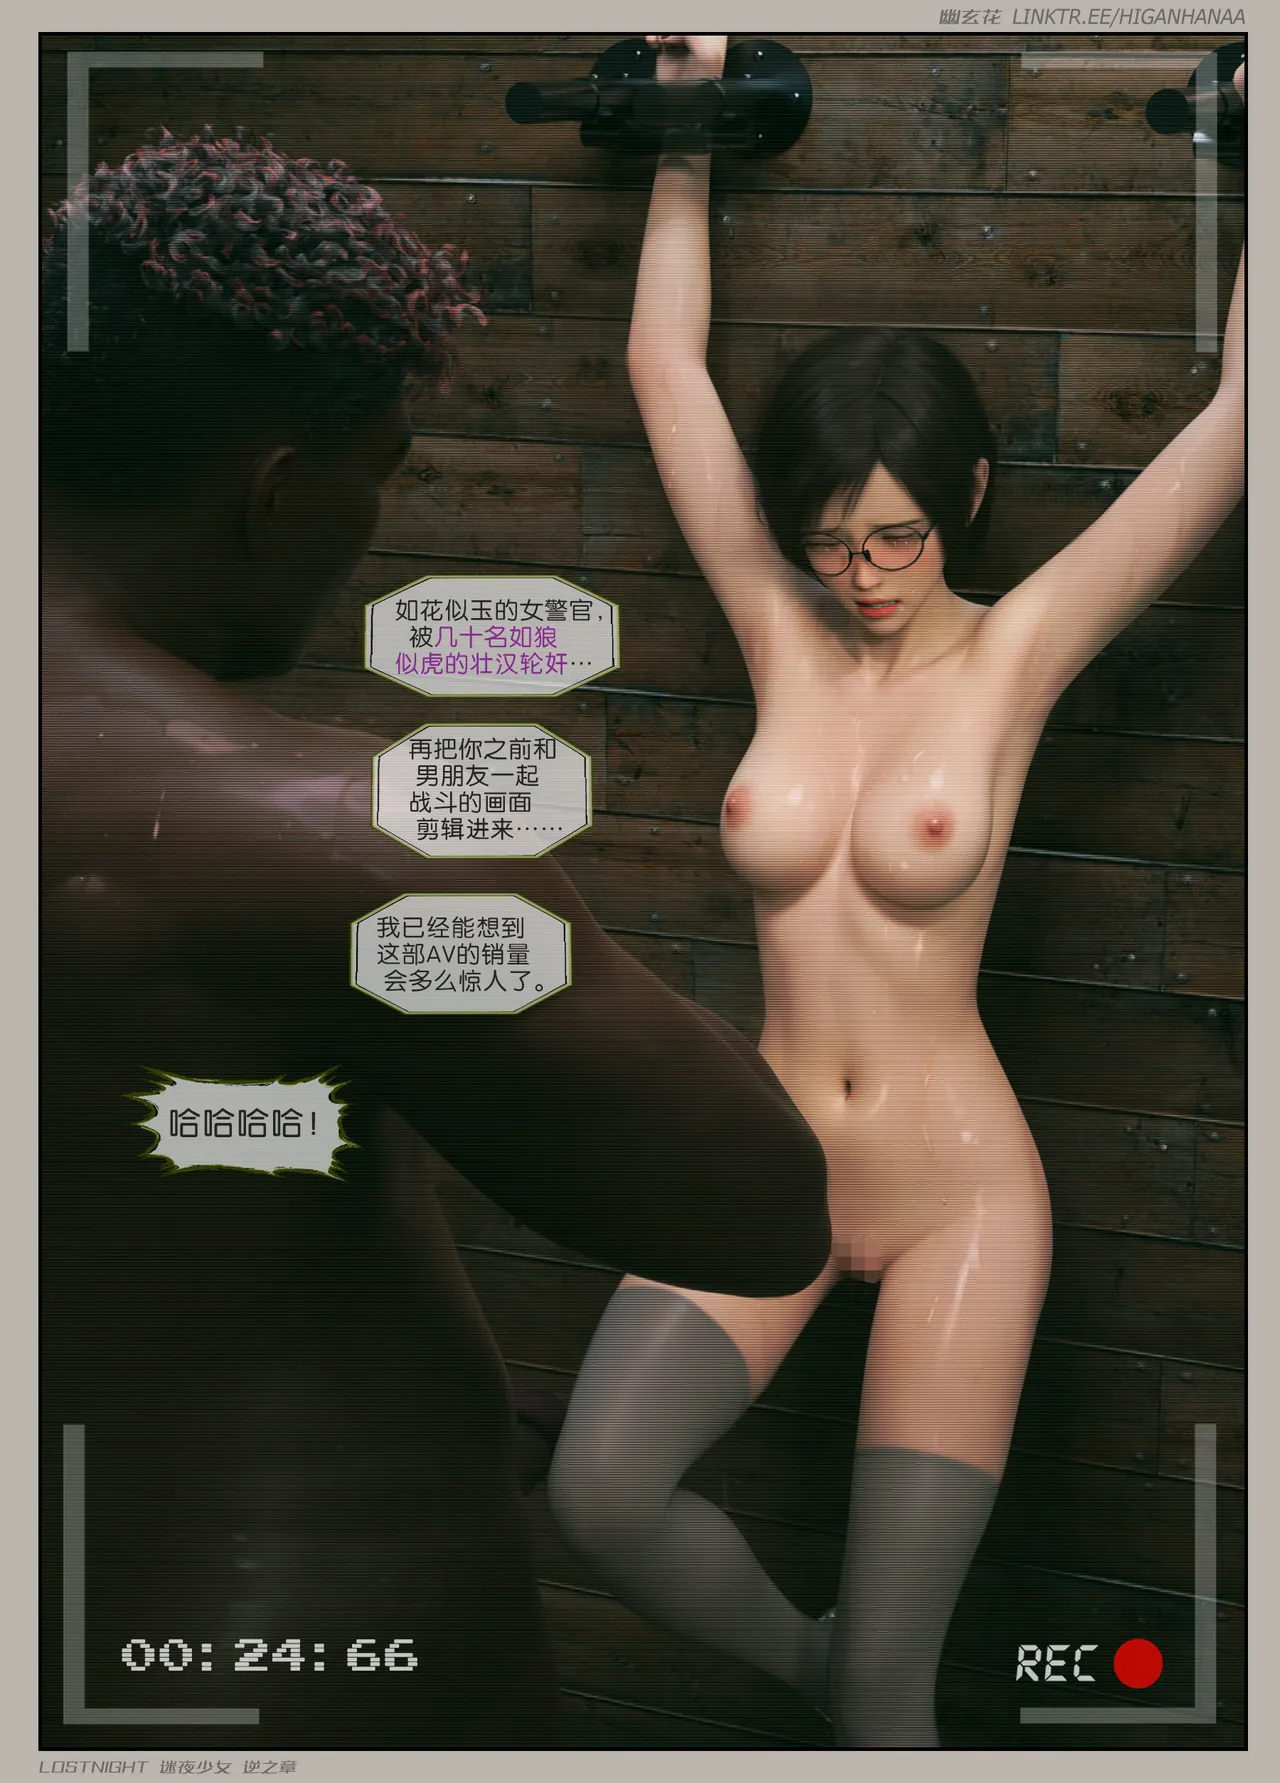 幽玄花 LINKTR.EE/HIGANHANAA
如花似玉的女警官，
被几十名如狼
似虎的壮汉轮奸…
再把你之前和
男朋友一起
战斗的画面
剪辑进来……
我已经能想到
这部AV的销量
会多么惊人了。
哈哈哈哈！
00:24:66
REC
LOSTNIGHT 迷夜少女 逆之章